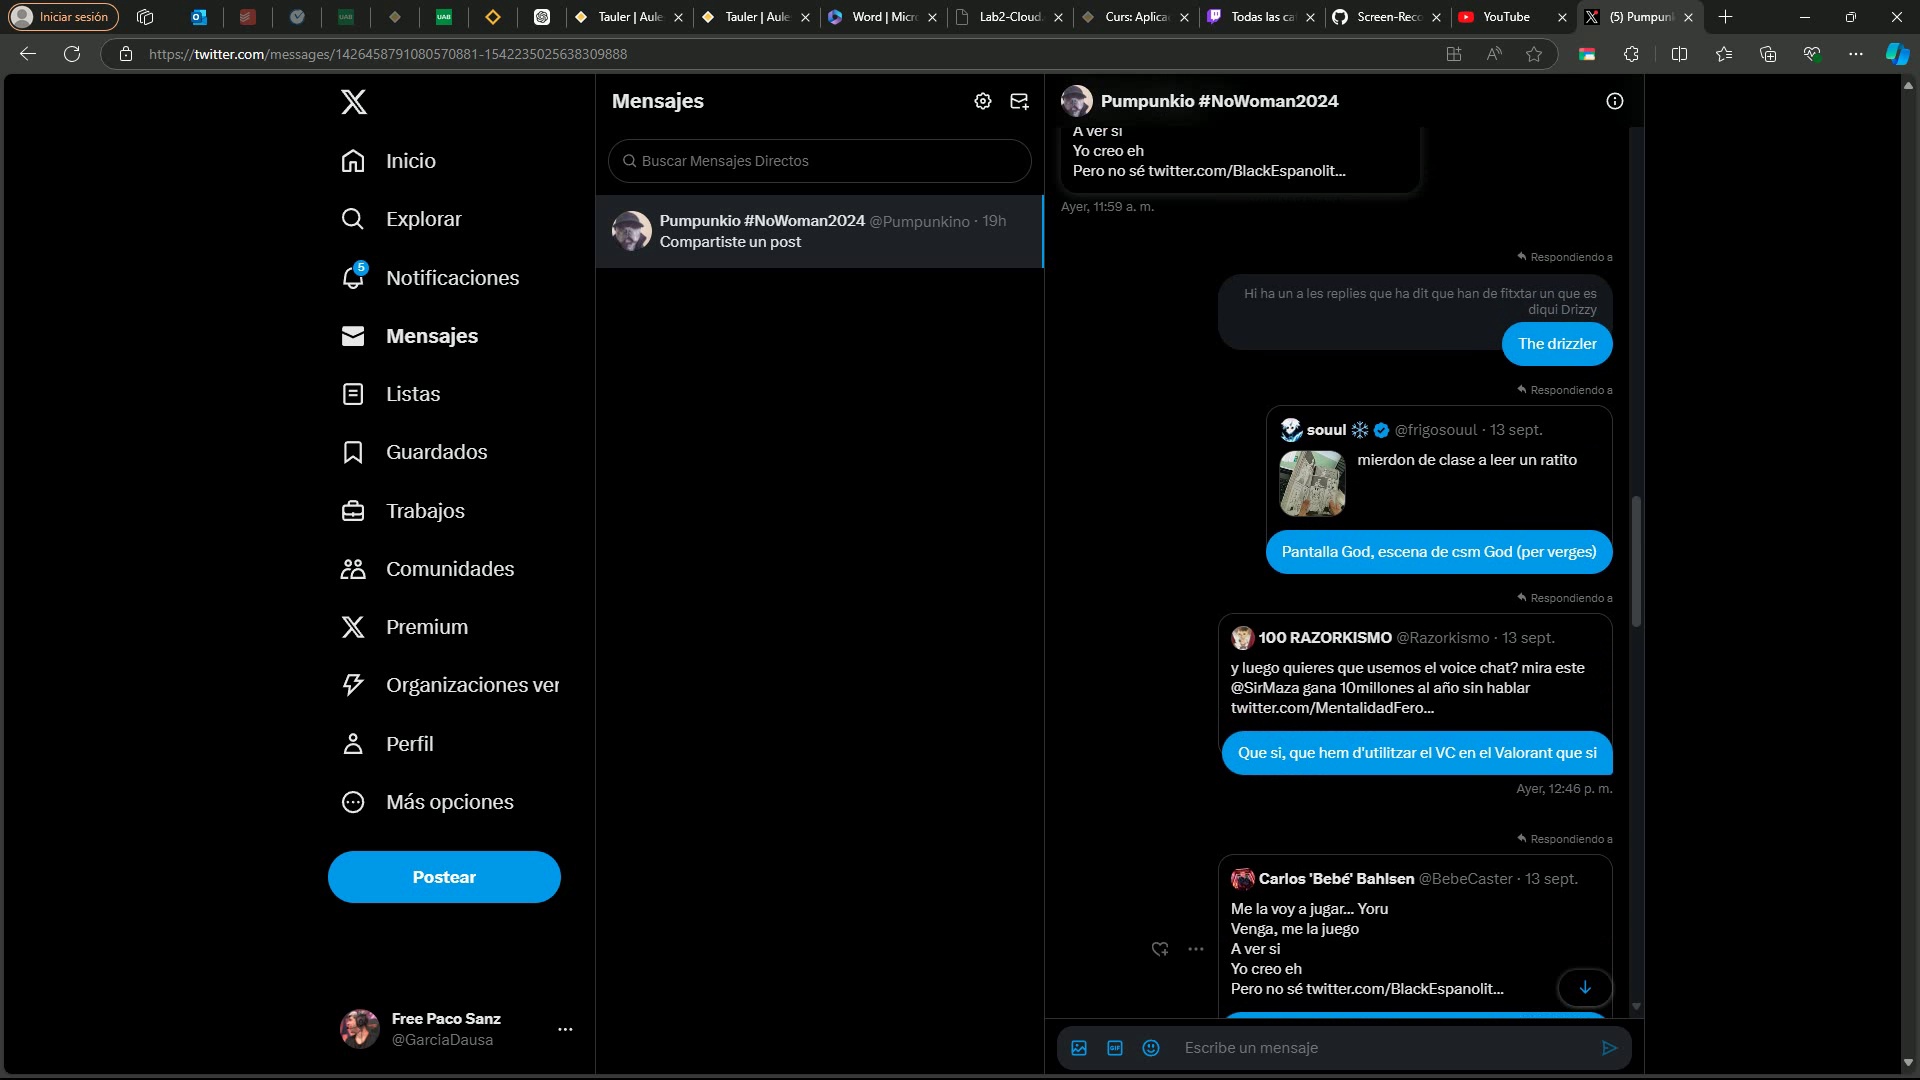 Iniciar sesión
Tauler | Aule
Tauler | Aule
Word | Micr
Lab2-Cloud.
Curs: Aplica
Todas las ca
Screen-Reco
YouTube
(5) Pumpun
https://twitter.com/messages/1426458791080570881-1542235025638309888
Inicio
Explorar
5
Notificaciones
Mensajes
Listas
Guardados
Trabajos
Comunidades
Premium
Organizaciones ver
Perfil
Más opciones
Postear
Free Paco Sanz
@GarciaDausa
Mensajes
Buscar Mensajes Directos
Pumpunkio #NoWoman2024 @Pumpunkino · 19h
Compartiste un post
Pumpunkio #NoWoman2024
A ver si
Yo creo eh
Pero no sé twitter.com/BlackEspanolit...
Ayer, 11:59 a. m.
Respondiendo a
Hi ha un a les replies que ha dit que han de fitxtar un que es
diqui Drizzy
The drizzler
Respondiendo a
souul @frigosouul · 13 sept.
mierdon de clase a leer un ratito
Pantalla God, escena de csm God (per verges)
Respondiendo a
100 RAZORKISMO @Razorkismo · 13 sept.
y luego quieres que usemos el voice chat? mira este
@SirMaza gana 10millones al año sin hablar
twitter.com/MentalidadFero...
Que si, que hem d'utilitzar el VC en el Valorant que si
Ayer, 12:46 p. m.
Respondiendo a
Carlos 'Bebé' Bahlsen @BebeCaster · 13 sept.
Me la voy a jugar... Yoru
Venga, me la juego
A ver si
Yo creo eh
Pero no sé twitter.com/BlackEspanolit...
GIF
Escribe un mensaje